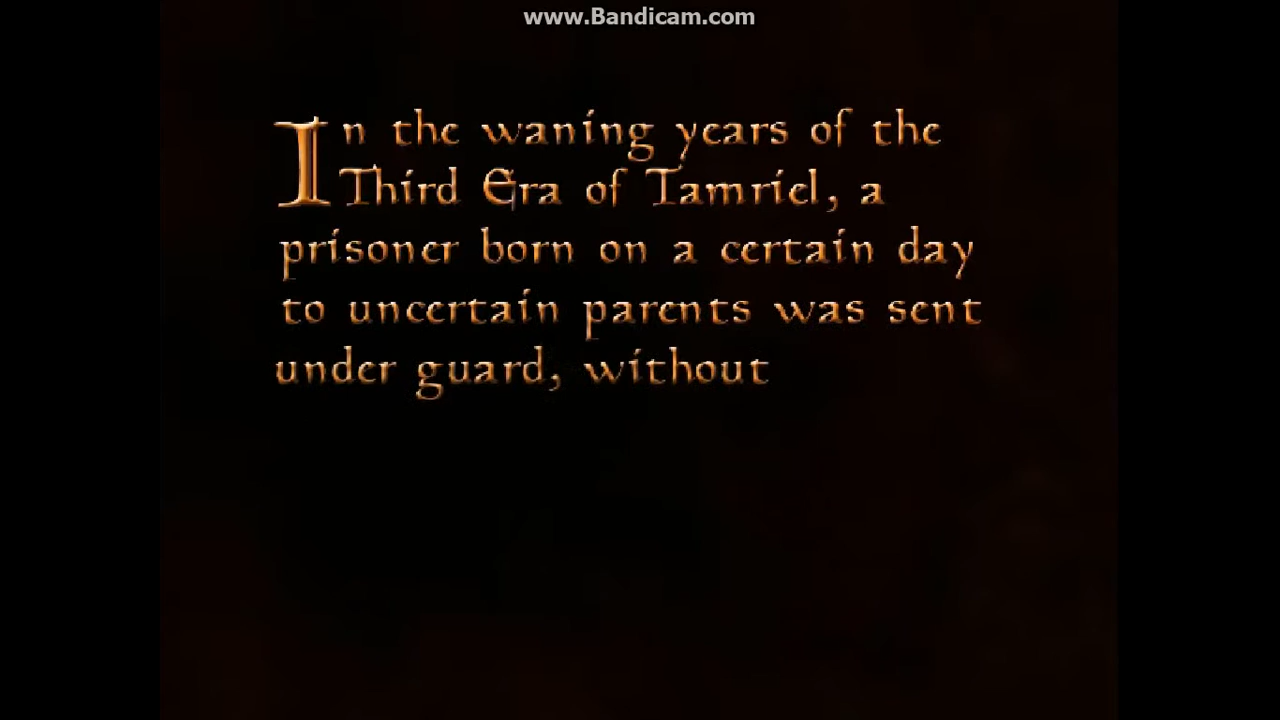 www.Bandicam.com
In the waning years of the
Third Era of Tamriel, a
prisoner born on a certain day
to uncertain parents was sent
under guard, without